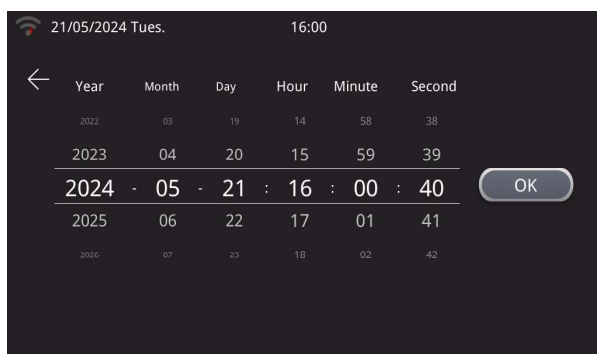 21/05/2024 Tues. 16:00
Year Month Day Hour Minute Second
2022 03 19 14 58 38
2023 04 20 15 59 39
2024 - 05 - 21 : 16 : 00 : 40 OK
2025 06 22 17 01 41
2026 07 23 18 02 42